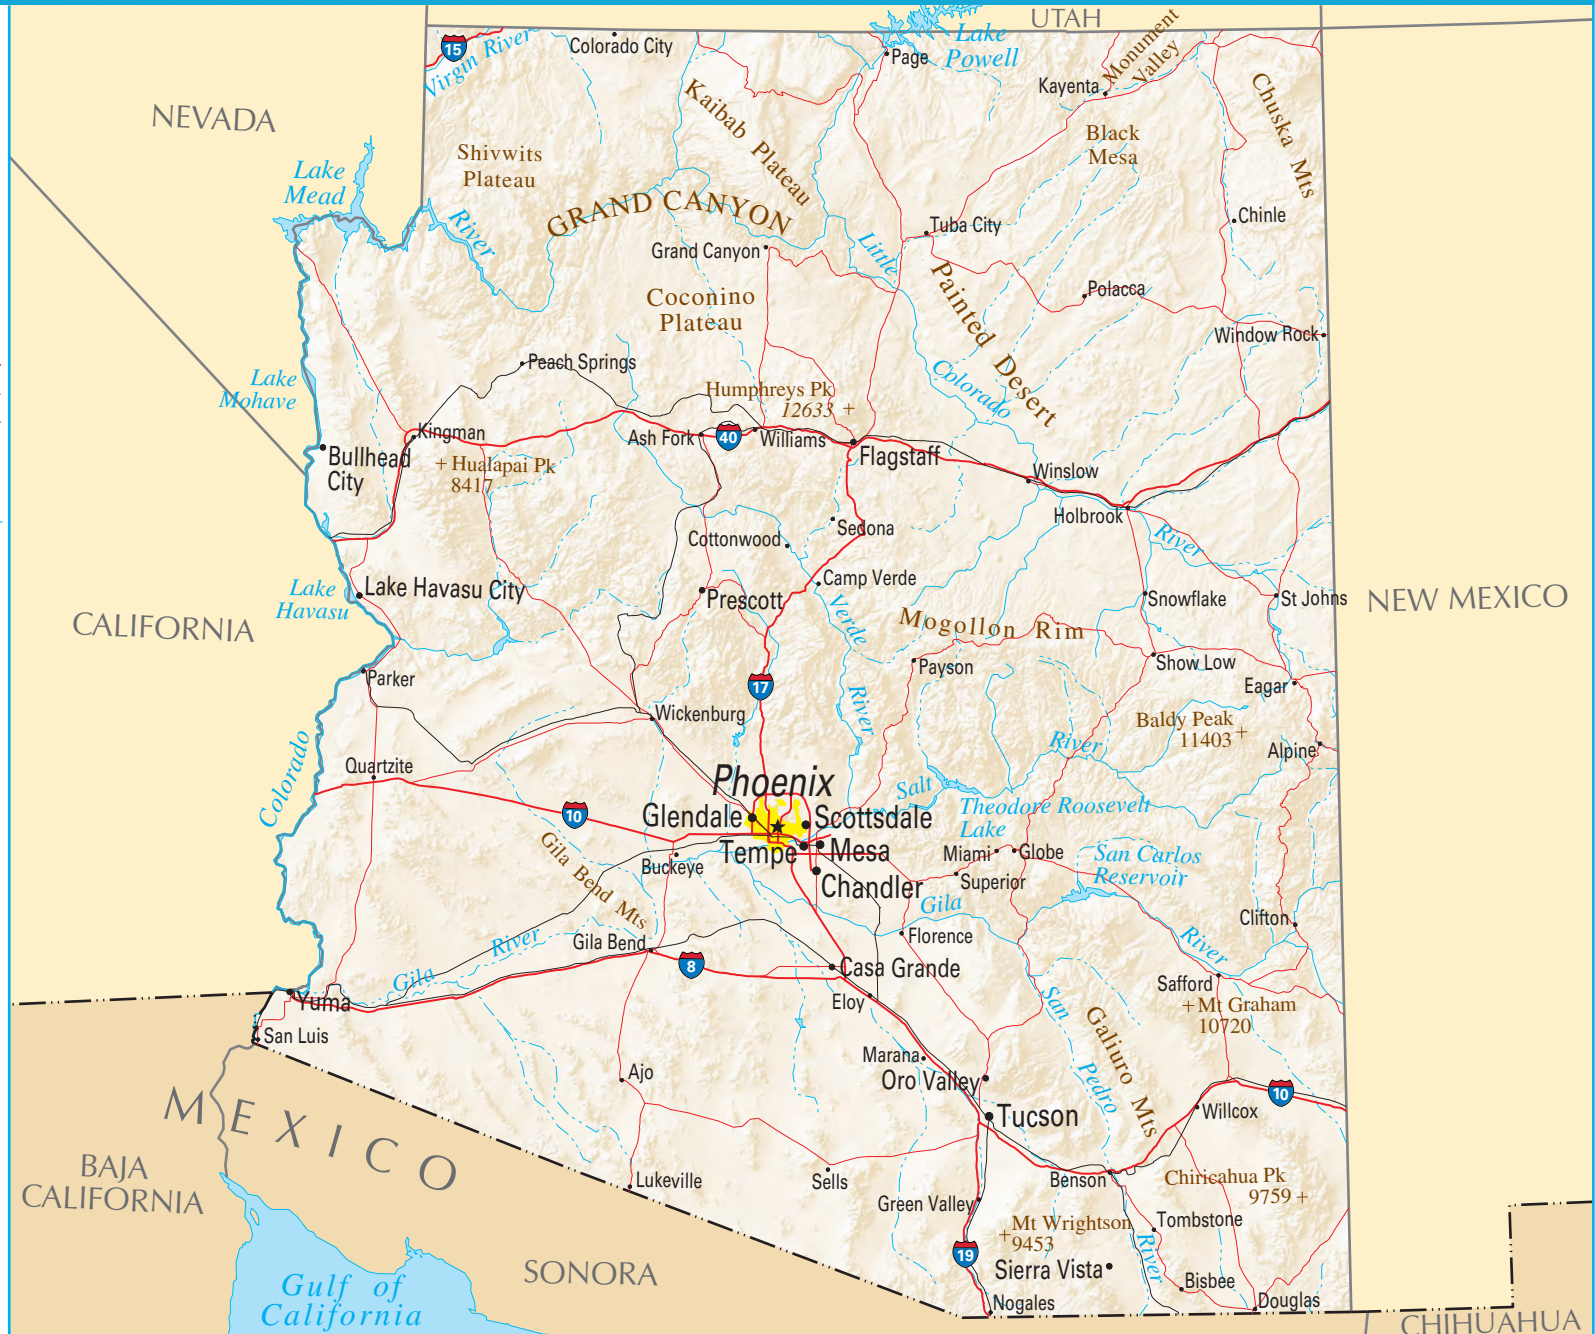 UTAH
15
Virgin River
Colorado City
Lake
Powell
Page
Monument
Valley
Kayenta
NEVADA
Kaibab Plateau
Chuska Mts
Black
Mesa
Shivwits
Plateau
Lake
Mead
River
GRAND CANYON
Chinle
Tuba City
Grand Canyon
Little
Painted Desert
Coconino
Plateau
Polacca
Window Rock
Peach Springs
Lake
Mohave
Colorado
Humphreys Pk
12633
Kingman
Ash Fork
40
Williams
Flagstaff
Bullhead
City
Hualapai Pk
8417
Winslow
Holbrook
River
Sedona
Cottonwood
Camp Verde
Lake
Havasu
Lake Havasu City
Prescott
Verde
Snowflake
St Johns
NEW MEXICO
CALIFORNIA
Mogollon Rim
Payson
Show Low
Parker
17
River
Eagar
Wickenburg
Baldy Peak
11403
River
Alpine
Quartzite
Colorado
Phoenix
Salt
Theodore Roosevelt
Lake
10
Glendale
Scottsdale
Tempe
Mesa
Miami
Globe
San Carlos
Reservoir
Gila Bend Mts
Buckeye
Chandler
Superior
Gila
Clifton
Florence
River
River
Gila Bend
8
Casa Grande
Gila
Safford
Yuma
Eloy
San
Mt Graham
10720
San Luis
Galiuro Mts
Marana
Ajo
Oro Valley
Pedro
10
MEXICO
Tucson
Willcox
BAJA
CALIFORNIA
Lukeville
Sells
Benson
Chiricahua Pk
9759
Green Valley
Mt Wrightson
9453
Tombstone
19
River
SONORA
Sierra Vista
Bisbee
Gulf of
California
Nogales
Douglas
CHIHUAHUA